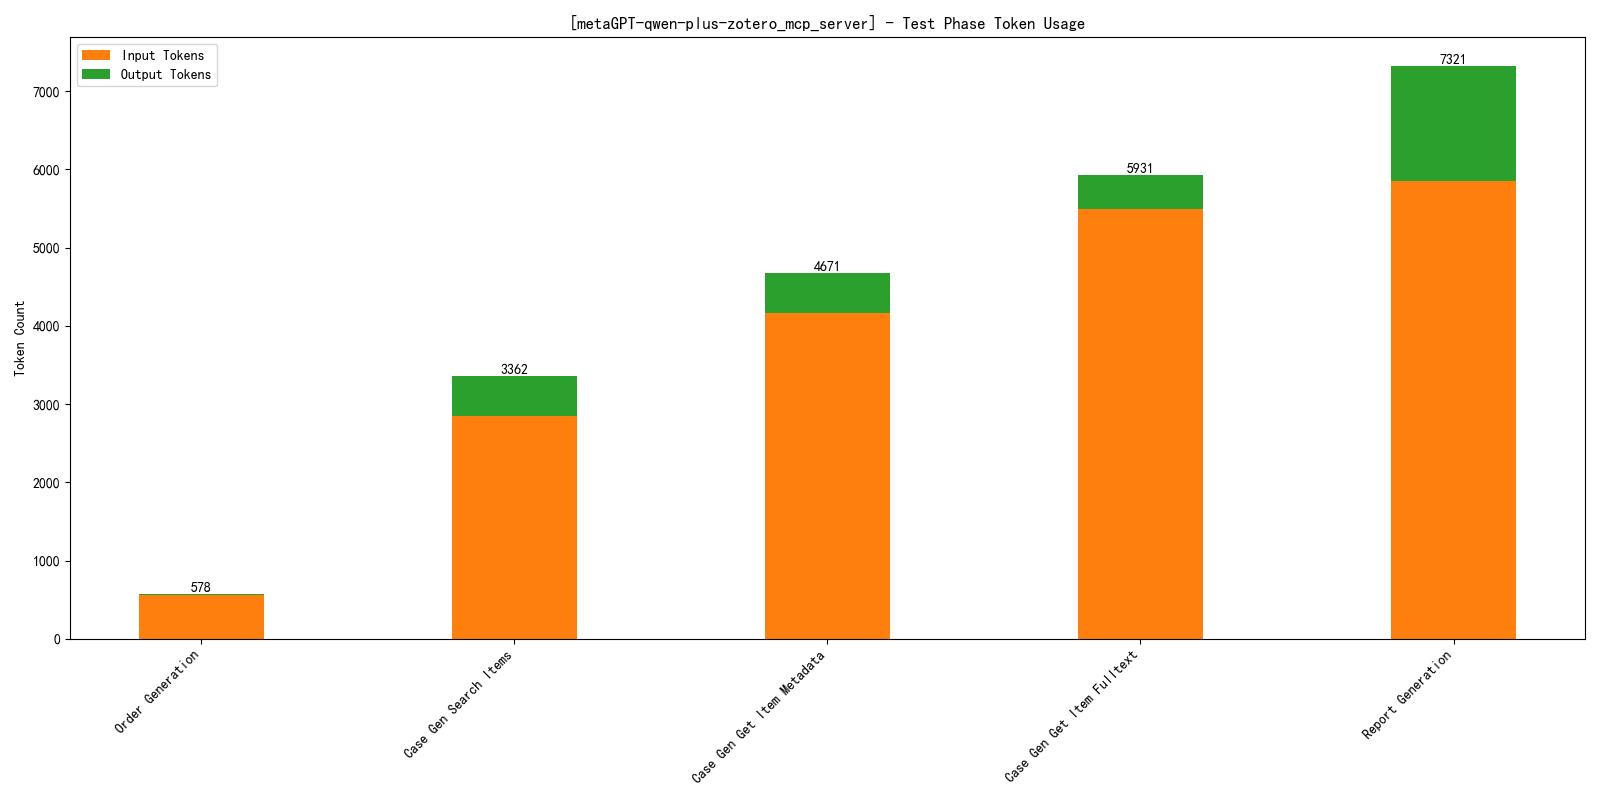 [metaGPT-qwen-plus-zotero_mcp_server] - Test Phase Token Usage
Input Tokens
Output Tokens
Token Count
7000
6000
5000
4000
3000
2000
1000
0
578
3362
4671
5931
7321
Order Generation
Case Gen Search Items
Case Gen Get Item Metadata
Case Gen Get Item Fulltext
Report Generation